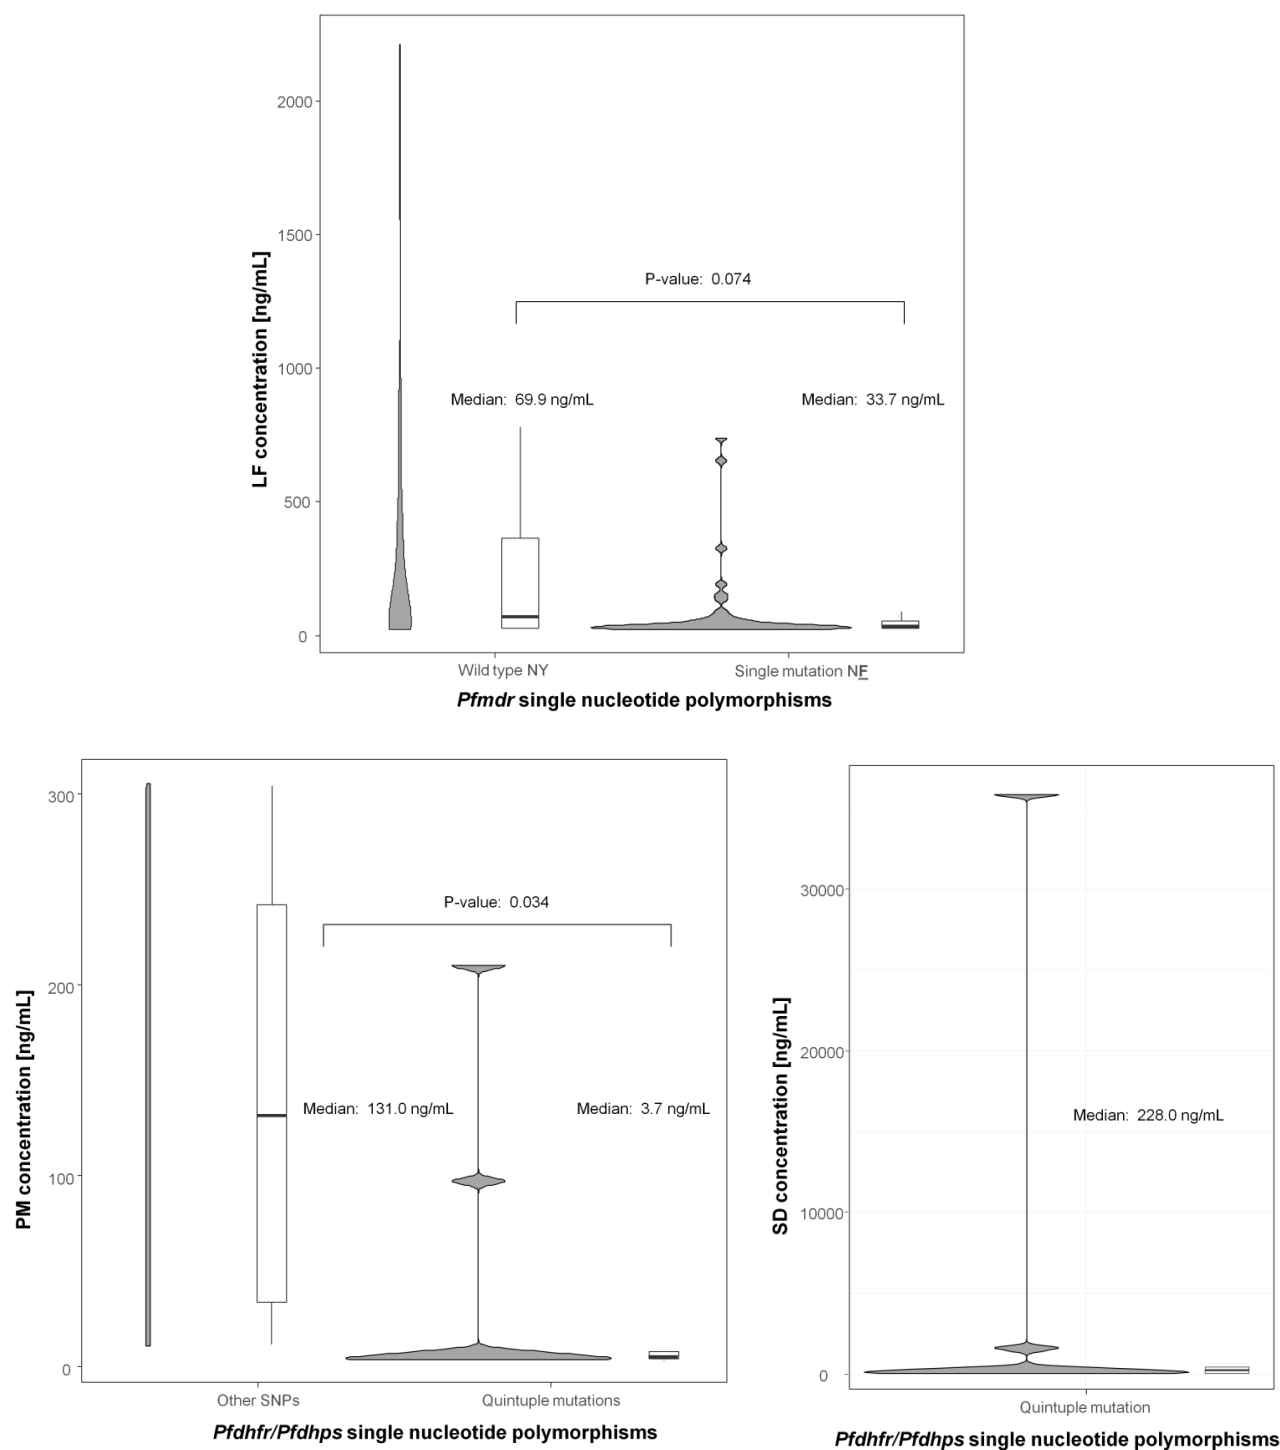 2000
1500
1000
500
0
LF concentration [ng/mL]
P-value: 0.074
Median: 69.9 ng/mL
Median: 33.7 ng/mL
Wild type NY
Single mutation NF
Pfmdr single nucleotide polymorphisms
300
200
100
0
PM concentration [ng/mL]
P-value: 0.034
Median: 131.0 ng/mL
Median: 3.7 ng/mL
Other SNPs
Quintuple mutations
Pfdhfr/Pfdhps single nucleotide polymorphisms
30000
20000
10000
0
SD concentration [ng/mL]
Median: 228.0 ng/mL
Quintuple mutation
Pfdhfr/Pfdhps single nucleotide polymorphisms